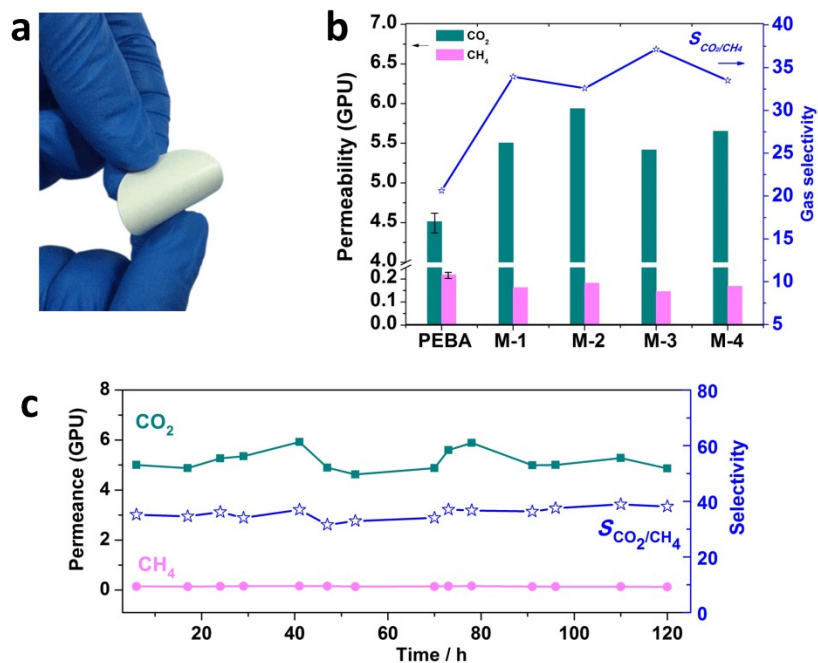 a
b
7.0
6.5
6.0
5.5
5.0
4.5
4.0
0.2
0.1
0.0
Permeability (GPU)
CO2
CH4
S CO2/CH4
40
35
30
25
20
15
10
5
Gas selectivity
PEBA M-1 M-2 M-3 M-4
c
8
6
4
2
0
Permeance (GPU)
CO2
CH4
SCO2/CH4
80
60
40
20
0
Selectivity
20 40 60 80 100 120
Time / h